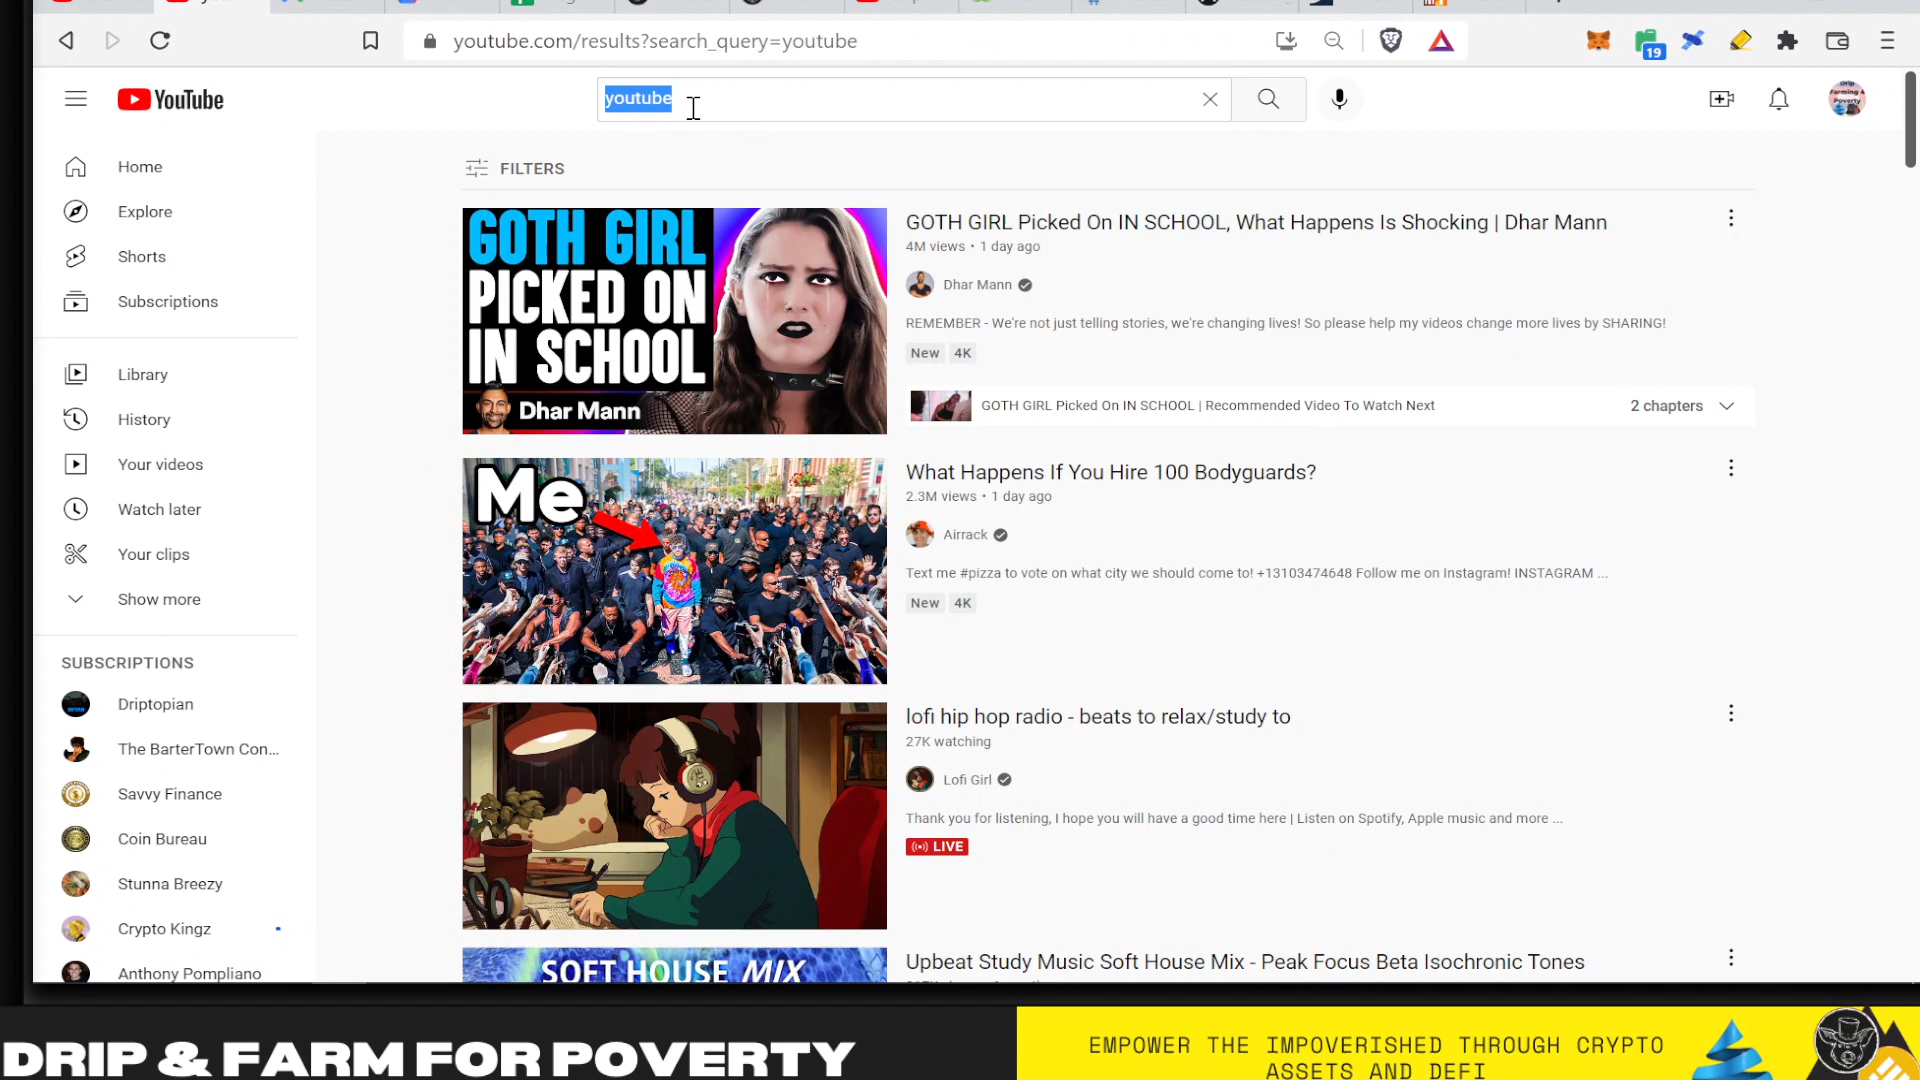 youtube.com/results?search_query=youtube
19
YouTube
youtube
Drip
Farming 4
Poverty
Home
Explore
Shorts
Subscriptions
Library
History
Your videos
Watch later
Your clips
Show more
SUBSCRIPTIONS
Driptopian
The BarterTown Con...
Savvy Finance
Coin Bureau
Stunna Breezy
Crypto Kingz
Anthony Pompliano
FILTERS
GOTH GIRL
PICKED ON
IN SCHOOL
Dhar Mann
GOTH GIRL Picked On IN SCHOOL, What Happens Is Shocking | Dhar Mann
4M views • 1 day ago
Dhar Mann
REMEMBER - We're not just telling stories, we're changing lives! So please help my videos change more lives by SHARING!
New 4K
GOTH GIRL Picked On IN SCHOOL | Recommended Video To Watch Next
2 chapters
Me
What Happens If You Hire 100 Bodyguards?
2.3M views • 1 day ago
Airrack
Text me #pizza to vote on what city we should come to! +13103474648 Follow me on Instagram! INSTAGRAM ...
New 4K
lofi hip hop radio - beats to relax/study to
27K watching
Lofi Girl
Thank you for listening, I hope you will have a good time here | Listen on Spotify, Apple music and more ...
LIVE
SOFT HOUSE MIX
Upbeat Study Music Soft House Mix - Peak Focus Beta Isochronic Tones
DRIP & FARM FOR POVERTY
EMPOWER THE IMPOVERISHED THROUGH CRYPTO
ASSETS AND DEFI